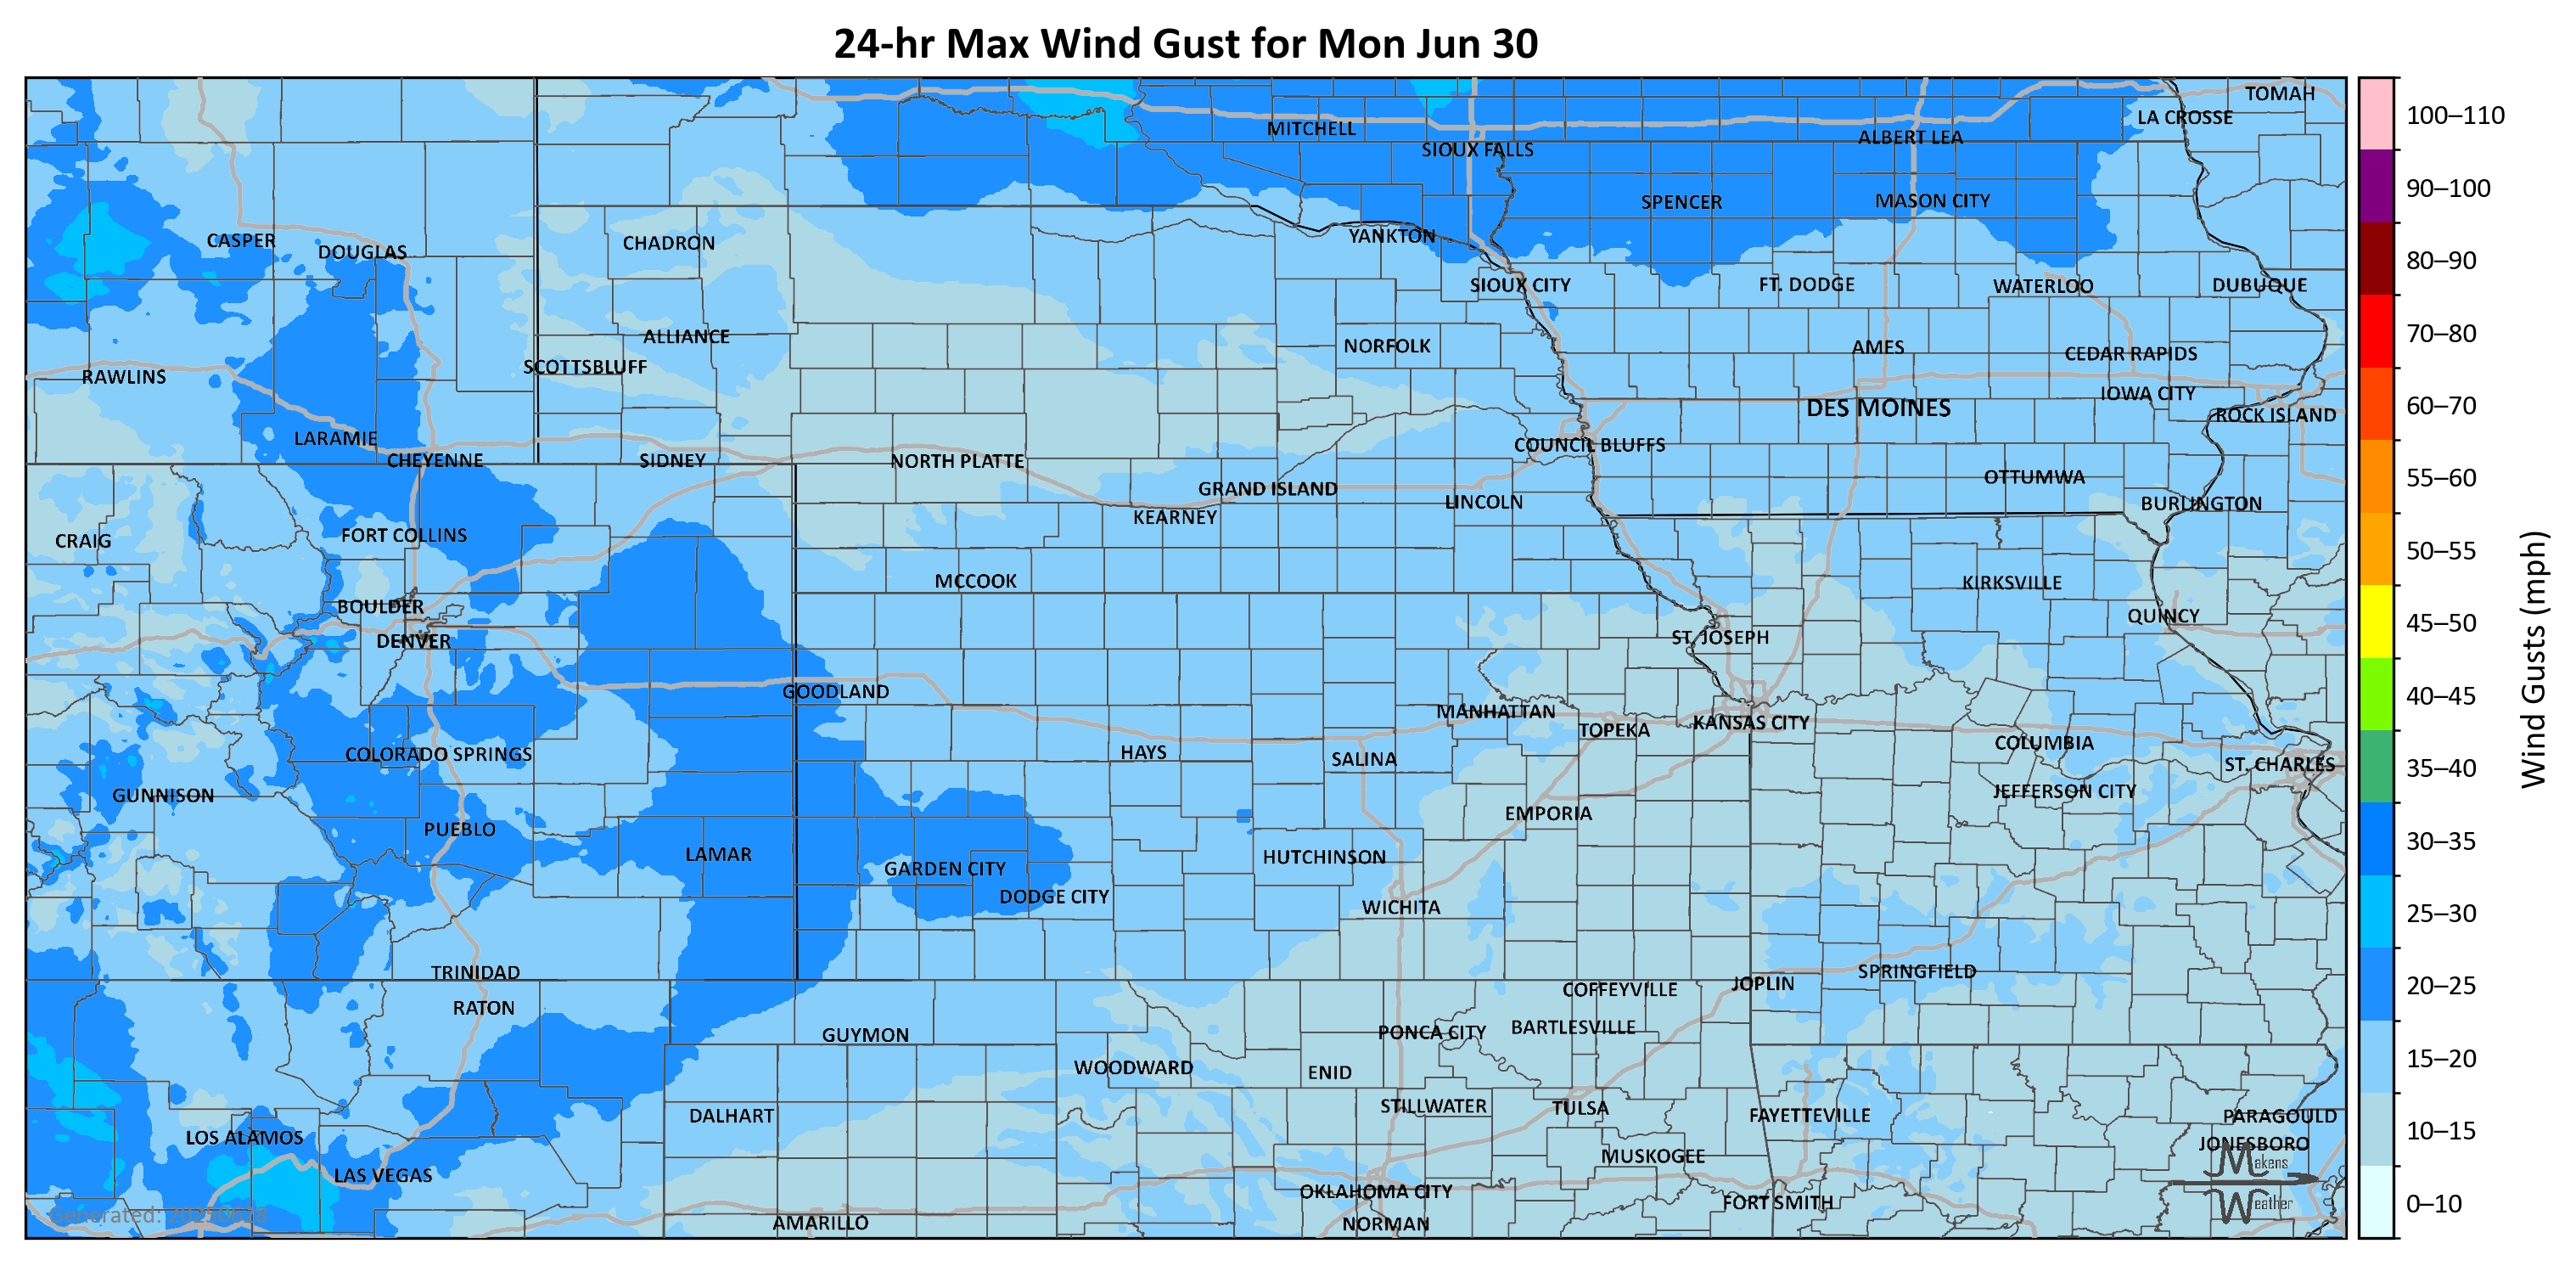 24-hr Max Wind Gust for Mon Jun 30
TOMAH
LA CROSSE
MITCHELL
ALBERT LEA
SIOUX FALLS
SPENCER
MASON CITY
CASPER
DOUGLAS
CHADRON
YANKTON
SIOUX CITY
FT. DODGE
WATERLOO
DUBUQUE
ALLIANCE
NORFOLK
AMES
CEDAR RAPIDS
SCOTTSBLUFF
RAWLINS
IOWA CITY
DES MOINES
ROCK ISLAND
LARAMIE
COUNCIL BLUFFS
CHEYENNE
SIDNEY
NORTH PLATTE
OTTUMWA
GRAND ISLAND
LINCOLN
BURLINGTON
KEARNEY
FORT COLLINS
CRAIG
MCCOOK
KIRKSVILLE
BOULDER
QUINCY
DENVER
ST. JOSEPH
GOODLAND
MANHATTAN
TOPEKA
KANSAS CITY
COLORADO SPRINGS
HAYS
SALINA
COLUMBIA
ST. CHARLES
GUNNISON
JEFFERSON CITY
EMPORIA
PUEBLO
LAMAR
GARDEN CITY
HUTCHINSON
DODGE CITY
WICHITA
TRINIDAD
SPRINGFIELD
JOPLIN
COFFEYVILLE
RATON
GUYMON
PONCA CITY
BARTLESVILLE
WOODWARD
ENID
DALHART
STILLWATER
TULSA
FAYETTEVILLE
PARAGOULD
LOS ALAMOS
JONESBORO
MUSKOGEE
LAS VEGAS
OKLAHOMA CITY
FORT SMITH
AMARILLO
NORMAN
Generated: 20250628
Makens
Weather
100–110
90–100
80–90
70–80
60–70
55–60
50–55
45–50
40–45
35–40
30–35
25–30
20–25
15–20
10–15
0–10
Wind Gusts (mph)